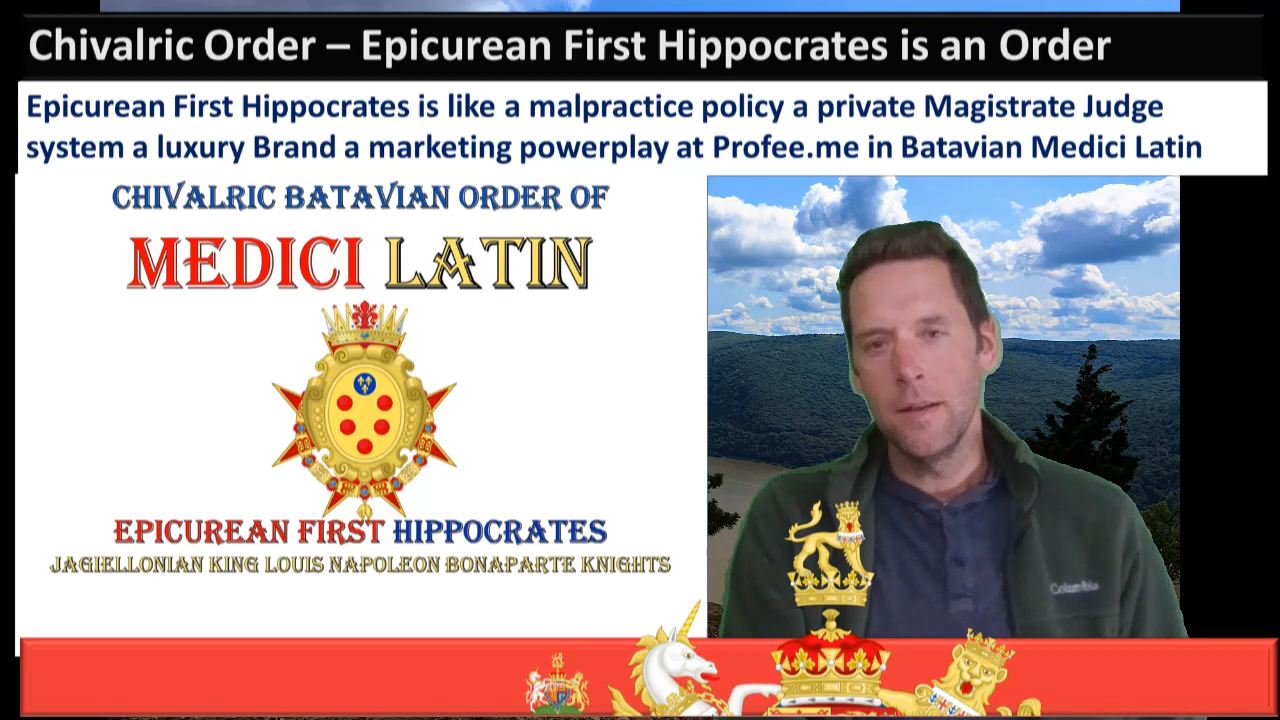 Chivalric Order – Epicurean First Hippocrates is an Order
Epicurean First Hippocrates is like a malpractice policy a private Magistrate Judge
system a luxury Brand a marketing powerplay at Profee.me in Batavian Medici Latin
CHIVALRIC BATAVIAN ORDER OF
MEDICI LATIN
EPICUREAN FIRST HIPPOCRATES
JAGIELLONIAN KING LOUIS NAPOLEON BONAPARTE KNIGHTS
Columbia